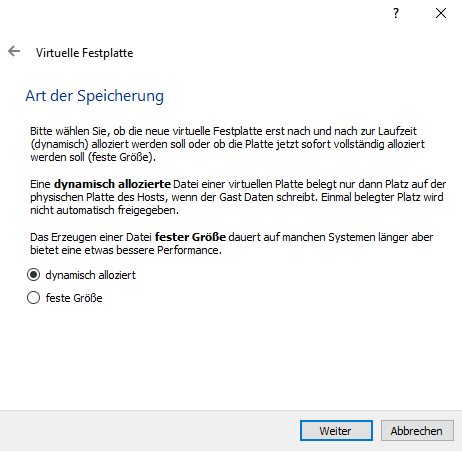 ?
Virtuelle Festplatte
Art der Speicherung
Bitte wählen Sie, ob die neue virtuelle Festplatte erst nach und nach zur Laufzeit
(dynamisch) alloziert werden soll oder ob die Platte jetzt sofort vollständig alloziert
werden soll (feste Größe).
Eine dynamisch allozierte Datei einer virtuellen Platte belegt nur dann Platz auf der
physischen Platte des Hosts, wenn der Gast Daten schreibt. Einmal belegter Platz wird
nicht automatisch freigegeben.
Das Erzeugen einer Datei fester Größe dauert auf manchen Systemen länger aber
bietet eine etwas bessere Performance.
dynamisch alloziert
feste Größe
Weiter
Abbrechen